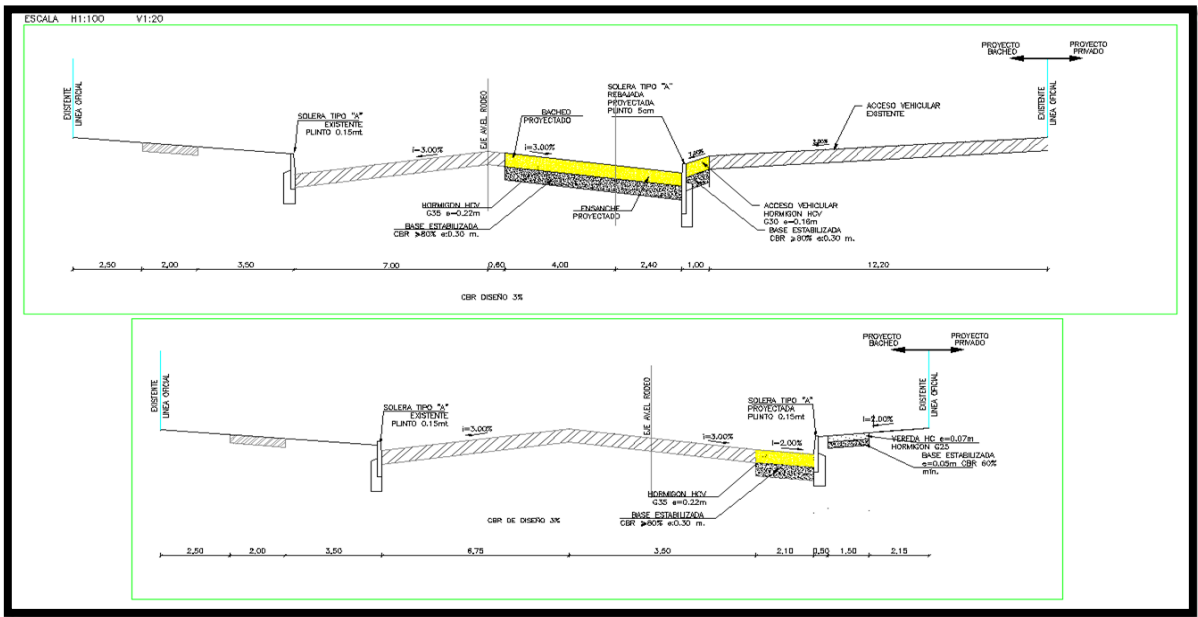 ESCALA H1:100 V1:20
PROYECTO
BACHEO
PROYECTO
PRIVADO
EXISTENTE
LINEA OFICIAL
SOLERA TIPO "A"
EXISTENTE
PLINTO 0.15mt
i=3.00%
EJE AV.EL RODEO
BACHEO
PROYECTADO
i=3.00%
SOLERA TIPO "A"
REBAJADA
PROYECTADA
PLINTO 5cm
ACCESO VEHICULAR
EXISTENTE
EXISTENTE
LINEA OFICIAL
HORMIGON HCV
G35 e=0.22m
BASE ESTABILIZADA
CBR ≥80% e:0.30 m.
ENSANCHE
PROYECTADO
ACCESO VEHICULAR
HORMIGON HCV
G30 e=0.16m
BASE ESTABILIZADA
CBR ≥80% e:0.30 m.
2,50 2,00 3,50 7,00 0,60 4,00 2,40 1,00 12,20
CBR DISEÑO 3%
PROYECTO
BACHEO
PROYECTO
PRIVADO
EXISTENTE
LINEA OFICIAL
SOLERA TIPO "A"
EXISTENTE
PLINTO 0.15mt
i=3.00%
EJE AV.EL RODEO
i=3.00%
SOLERA TIPO "A"
PROYECTADA
PLINTO 0.15mt
i=2.00%
EXISTENTE
LINEA OFICIAL
i=2.00%
VEREDA HC e=0.07m
HORMIGON G25
BASE ESTABILIZADA
e=0.05m CBR 60%
min.
HORMIGON HCV
G35 e=0.22m
BASE ESTABILIZADA
CBR ≥80% e:0.30 m.
CBR DE DISEÑO 3%
2,50 2,00 3,50 6,75 3,50 2,10 0,50 1,50 2,15